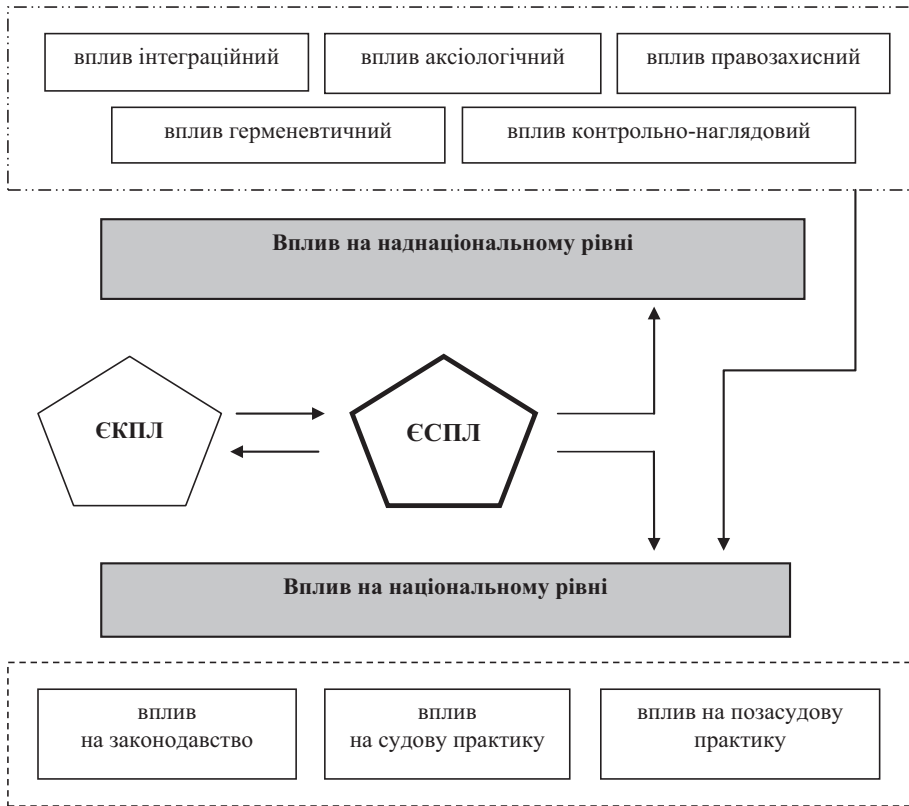 вплив інтеграційний
вплив аксіологічний
вплив правозахисний
вплив герменевтичний
вплив контрольно-наглядовий
Вплив на наднаціональному рівні
ЄКПЛ
ЄСПЛ
Вплив на національному рівні
вплив
на законодавство
вплив
на судову практику
вплив на позасудову
практику